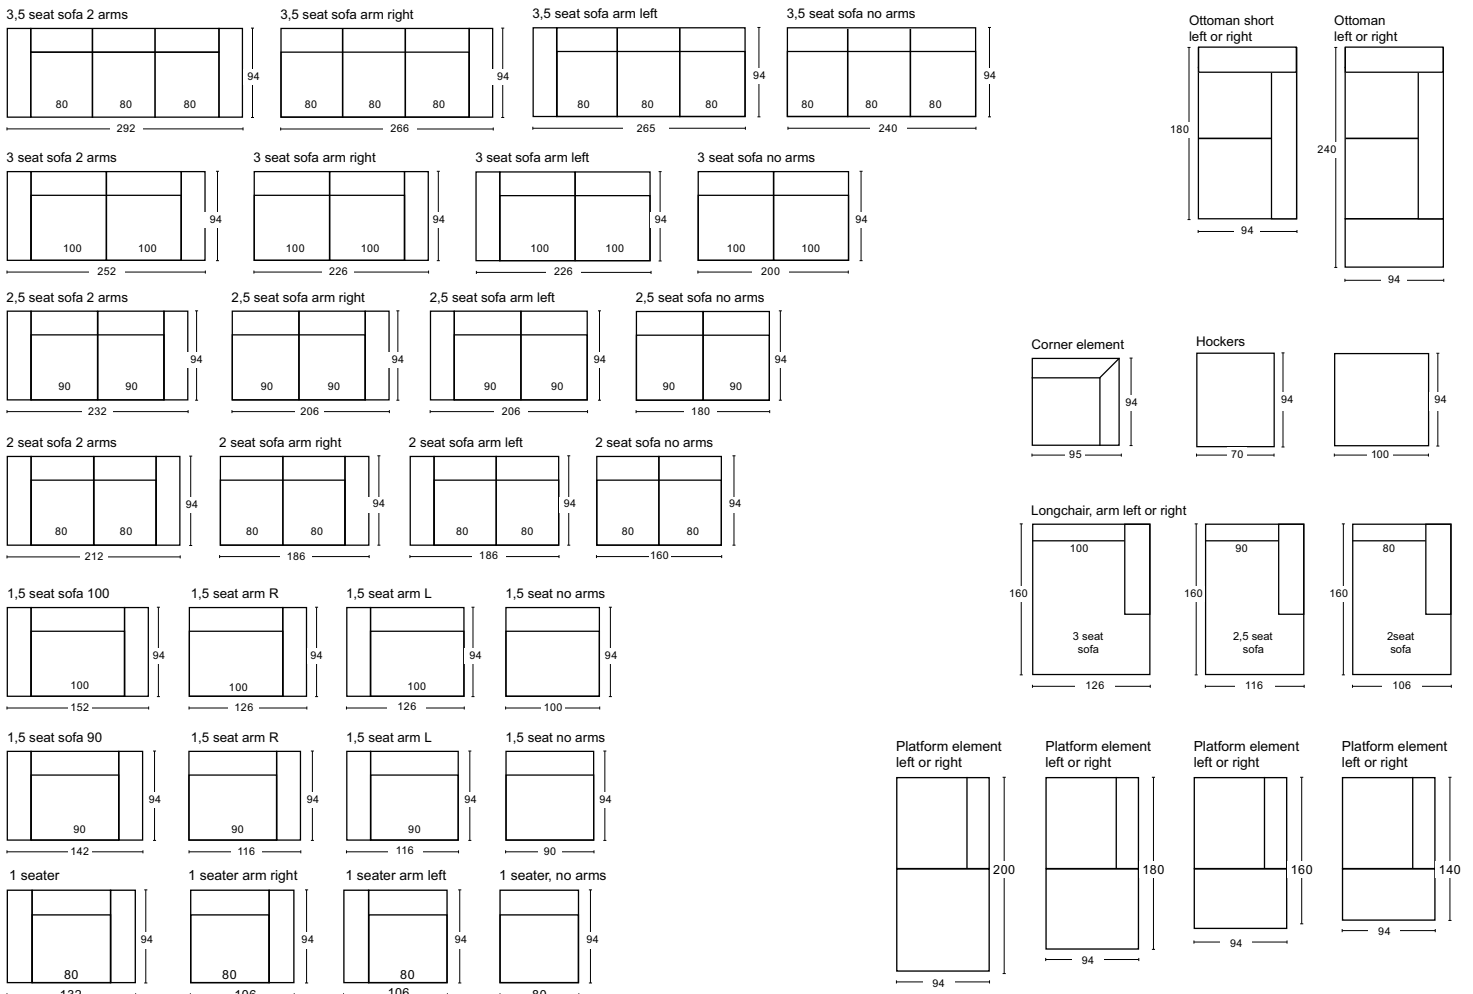 3,5 seat sofa 2 arms
94
80 80 80
292
3,5 seat sofa arm right
94
80 80 80
266
3,5 seat sofa arm left
94
80 80 80
265
3,5 seat sofa no arms
94
80 80 80
240
Ottoman short
left or right
180
94
Ottoman
left or right
240
94
3 seat sofa 2 arms
94
100 100
252
3 seat sofa arm right
94
100 100
226
3 seat sofa arm left
94
100 100
226
3 seat sofa no arms
94
100 100
200
2,5 seat sofa 2 arms
94
90 90
232
2,5 seat sofa arm right
94
90 90
206
2,5 seat sofa arm left
94
90 90
206
2,5 seat sofa no arms
94
90 90
180
Corner element
94
95
Hockers
94
70
94
100
2 seat sofa 2 arms
94
80 80
212
2 seat sofa arm right
94
80 80
186
2 seat sofa arm left
94
80 80
186
2 seat sofa no arms
94
80 80
160
Longchair, arm left or right
100
160
3 seat
sofa
126
90
160
2,5 seat
sofa
116
80
160
2seat
sofa
106
1,5 seat sofa 100
94
100
152
1,5 seat arm R
94
100
126
1,5 seat arm L
94
100
126
1,5 seat no arms
94
100
1,5 seat sofa 90
94
90
142
1,5 seat arm R
94
90
116
1,5 seat arm L
94
90
116
1,5 seat no arms
94
90
Platform element
left or right
200
94
Platform element
left or right
180
94
Platform element
left or right
160
94
Platform element
left or right
140
94
1 seater
94
80
132
1 seater arm right
94
80
106
1 seater arm left
94
80
106
1 seater, no arms
94
80